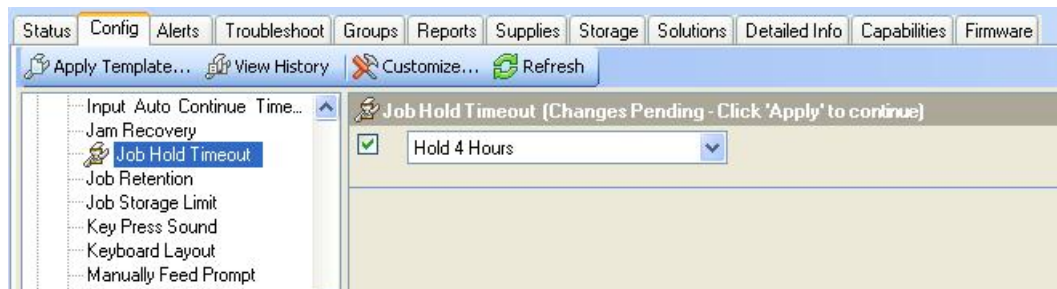 Status Config Alerts Troubleshoot Groups Reports Supplies Storage Solutions Detailed Info Capabilities Firmware
Apply Template... View History Customize... Refresh
Input Auto Continue Time...
Jam Recovery
Job Hold Timeout
Job Retention
Job Storage Limit
Key Press Sound
Keyboard Layout
Manually Feed Prompt
Job Hold Timeout (Changes Pending - Click 'Apply' to continue)
Hold 4 Hours